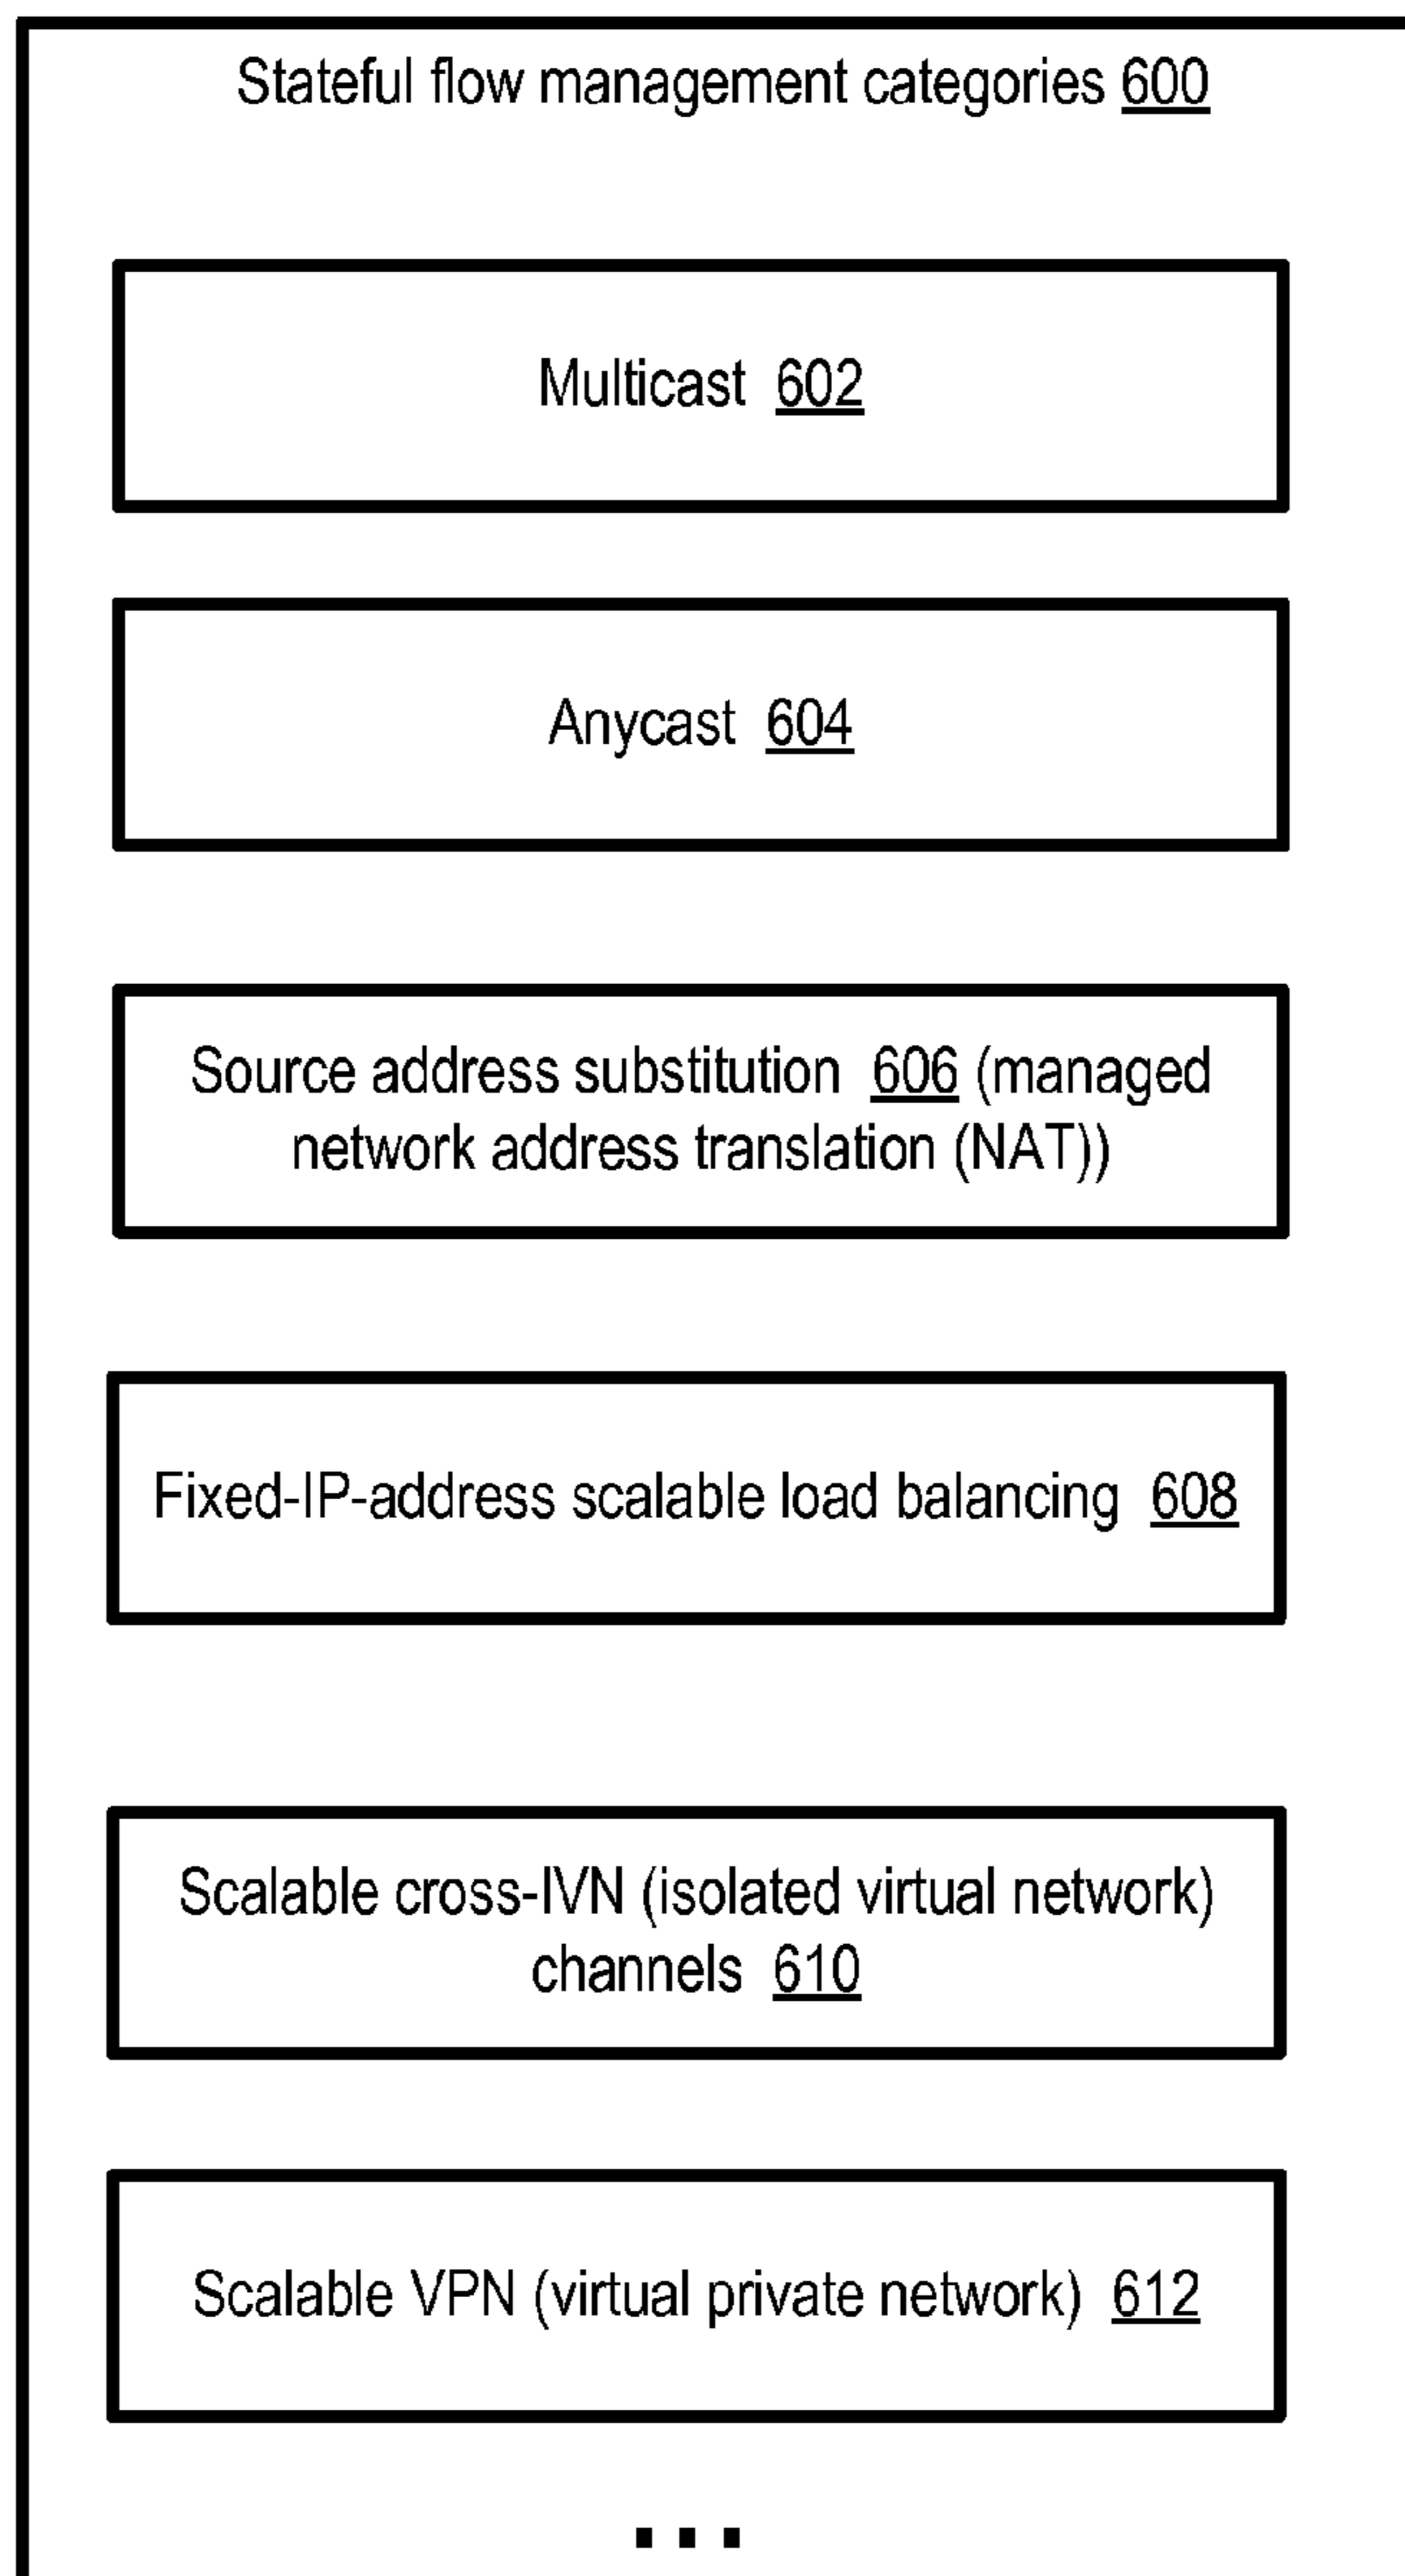 Stateful flow management categories 600
Multicast 602
Anycast 604
Source address substitution 606 (managed
network address translation (NAT))
Fixed-IP-address scalable load balancing 608
Scalable cross-IVN (isolated virtual network)
channels 610
Scalable VPN (virtual private network) 612
...